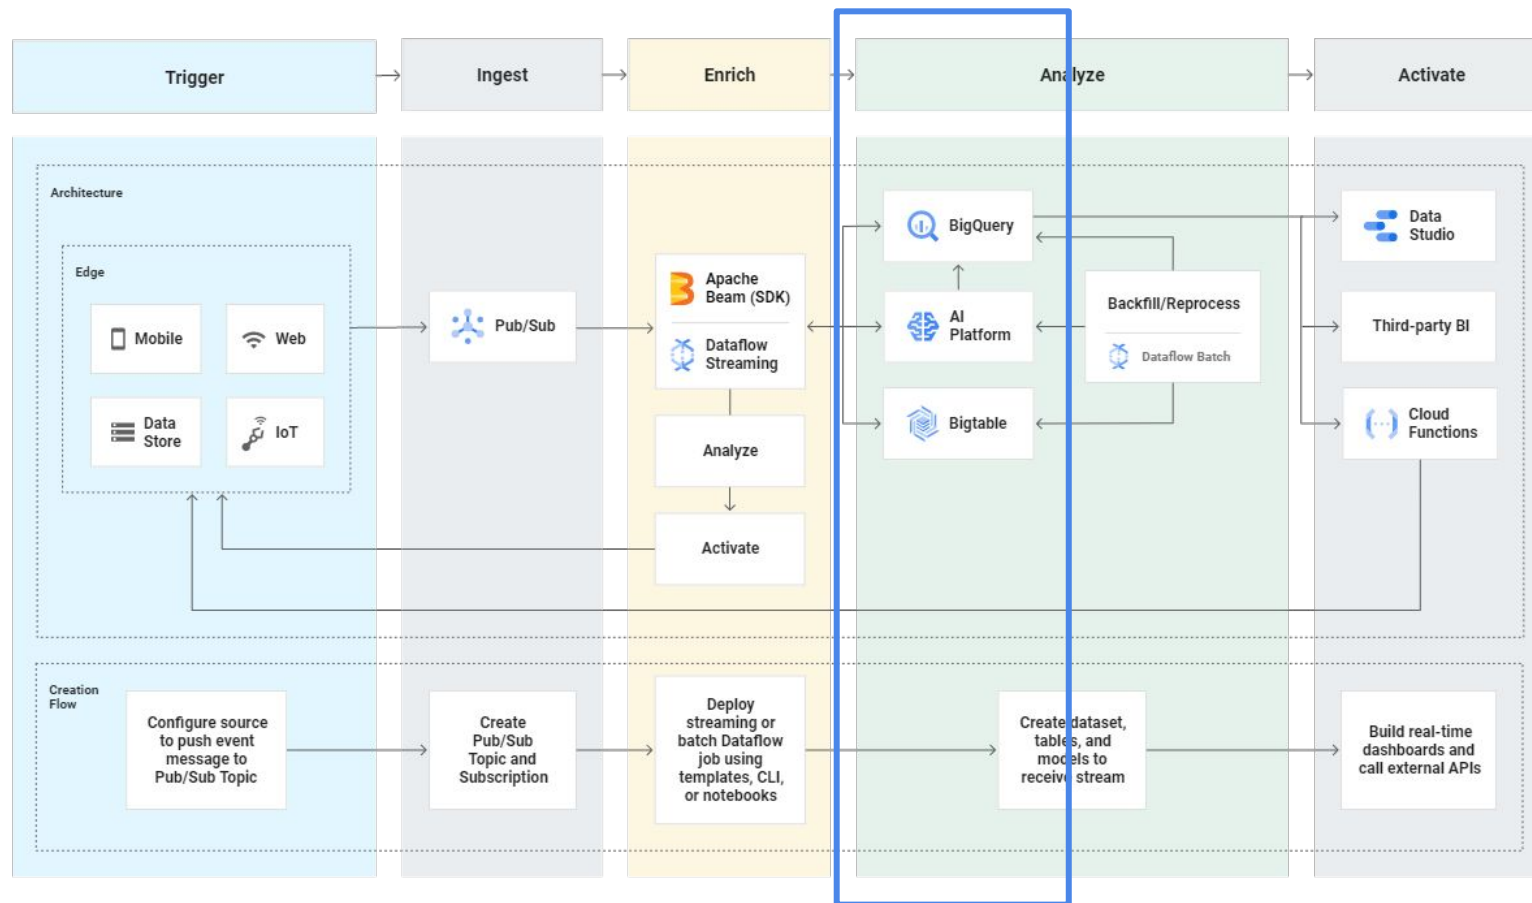 Trigger
Ingest
Enrich
Analyze
Activate
Architecture
Edge
Mobile
Web
Data
Store
IoT
Pub/Sub
Apache
Beam (SDK)
Dataflow
Streaming
Analyze
Activate
BigQuery
AI
Platform
Bigtable
Backfill/Reprocess
Dataflow Batch
Data
Studio
Third-party BI
Cloud
Functions
Creation
Flow
Configure source
to push event
message to
Pub/Sub Topic
Create
Pub/Sub
Topic and
Subscription
Deploy
streaming or
batch Dataflow
job using
templates, CLI,
or notebooks
Create dataset,
tables, and
models to
receive stream
Build real-time
dashboards and
call external APIs